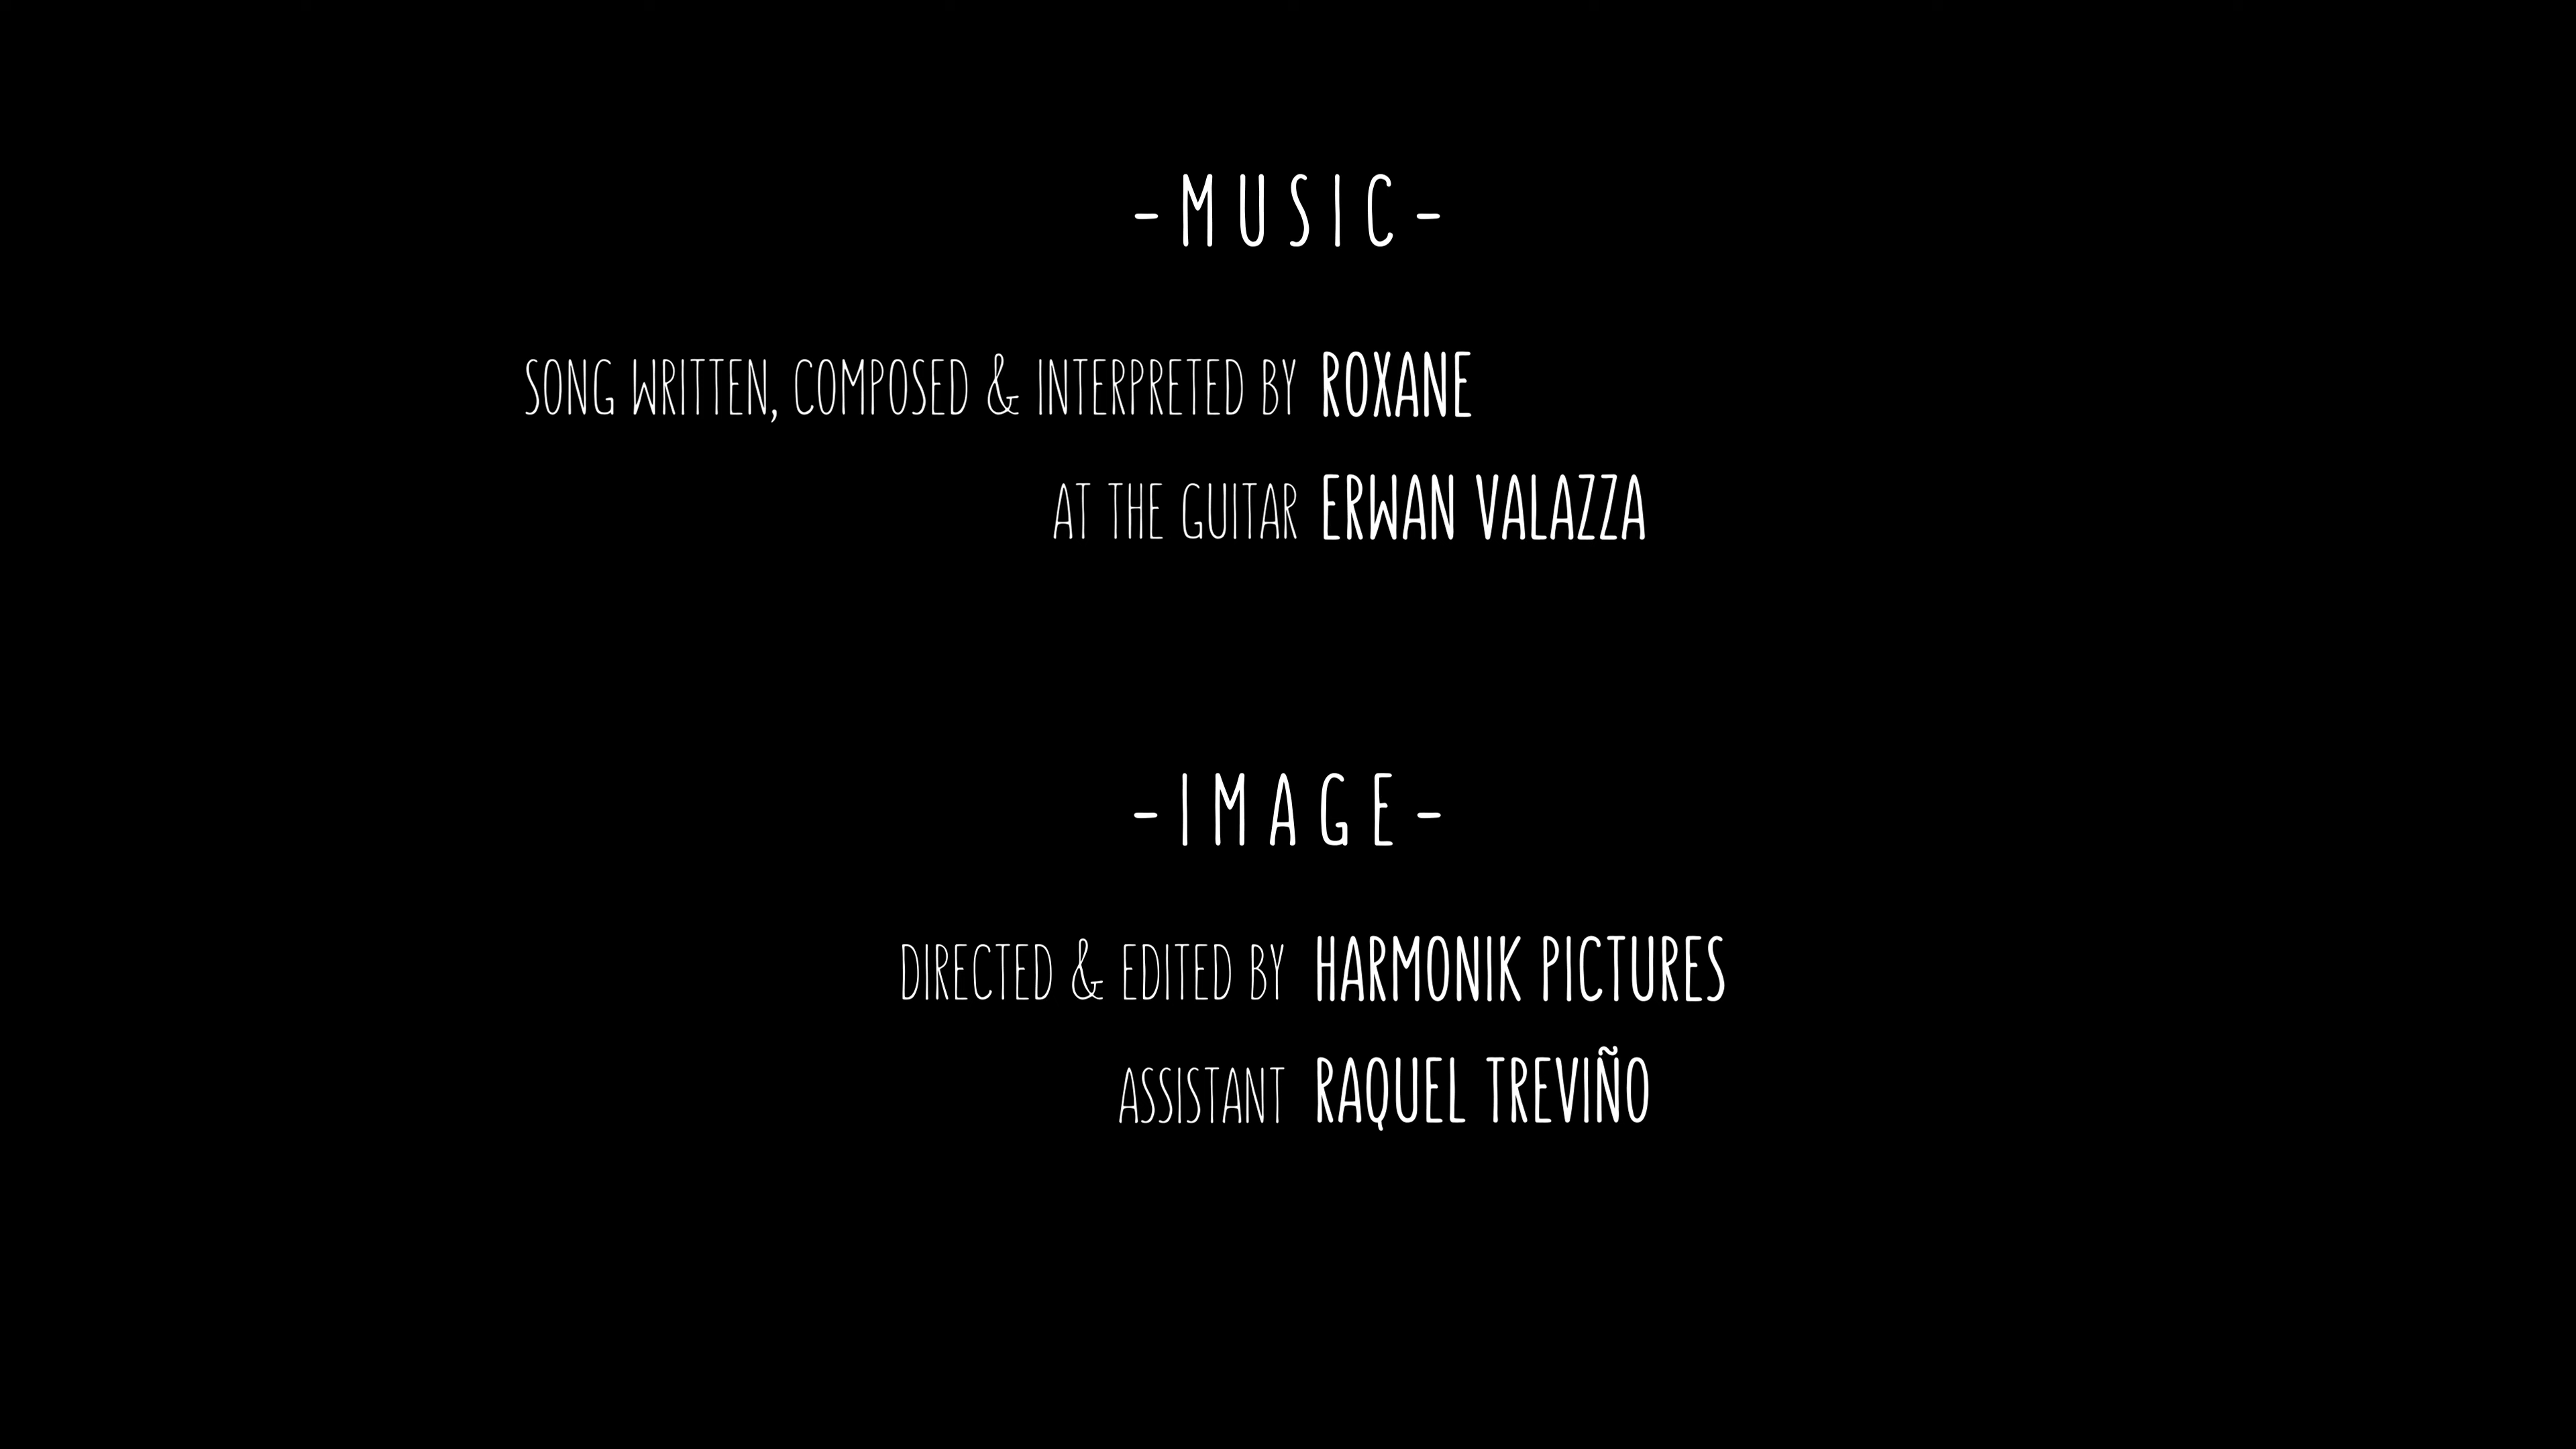 - MUSIC -
SONG WRITTEN, COMPOSED & INTERPRETED BY ROXANE
AT THE GUITAR ERWAN VALAZZA
- IMAGE -
DIRECTED & EDITED BY HARMONIK PICTURES
ASSISTANT RAQUEL TREVIÑO